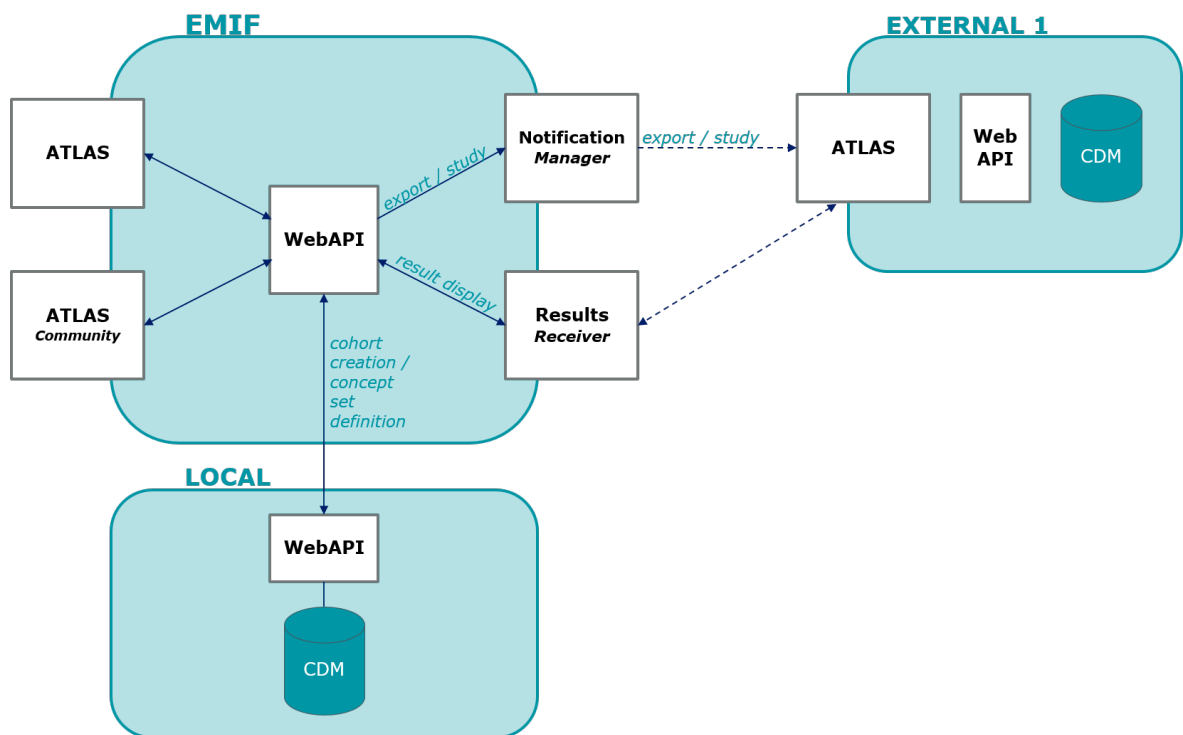 EMIF
EXTERNAL 1
ATLAS
Notification
Manager
export / study
ATLAS
Web
API
CDM
export / study
WebAPI
ATLAS
Community
result display
Results
Receiver
cohort
creation /
concept
set
definition
LOCAL
WebAPI
CDM